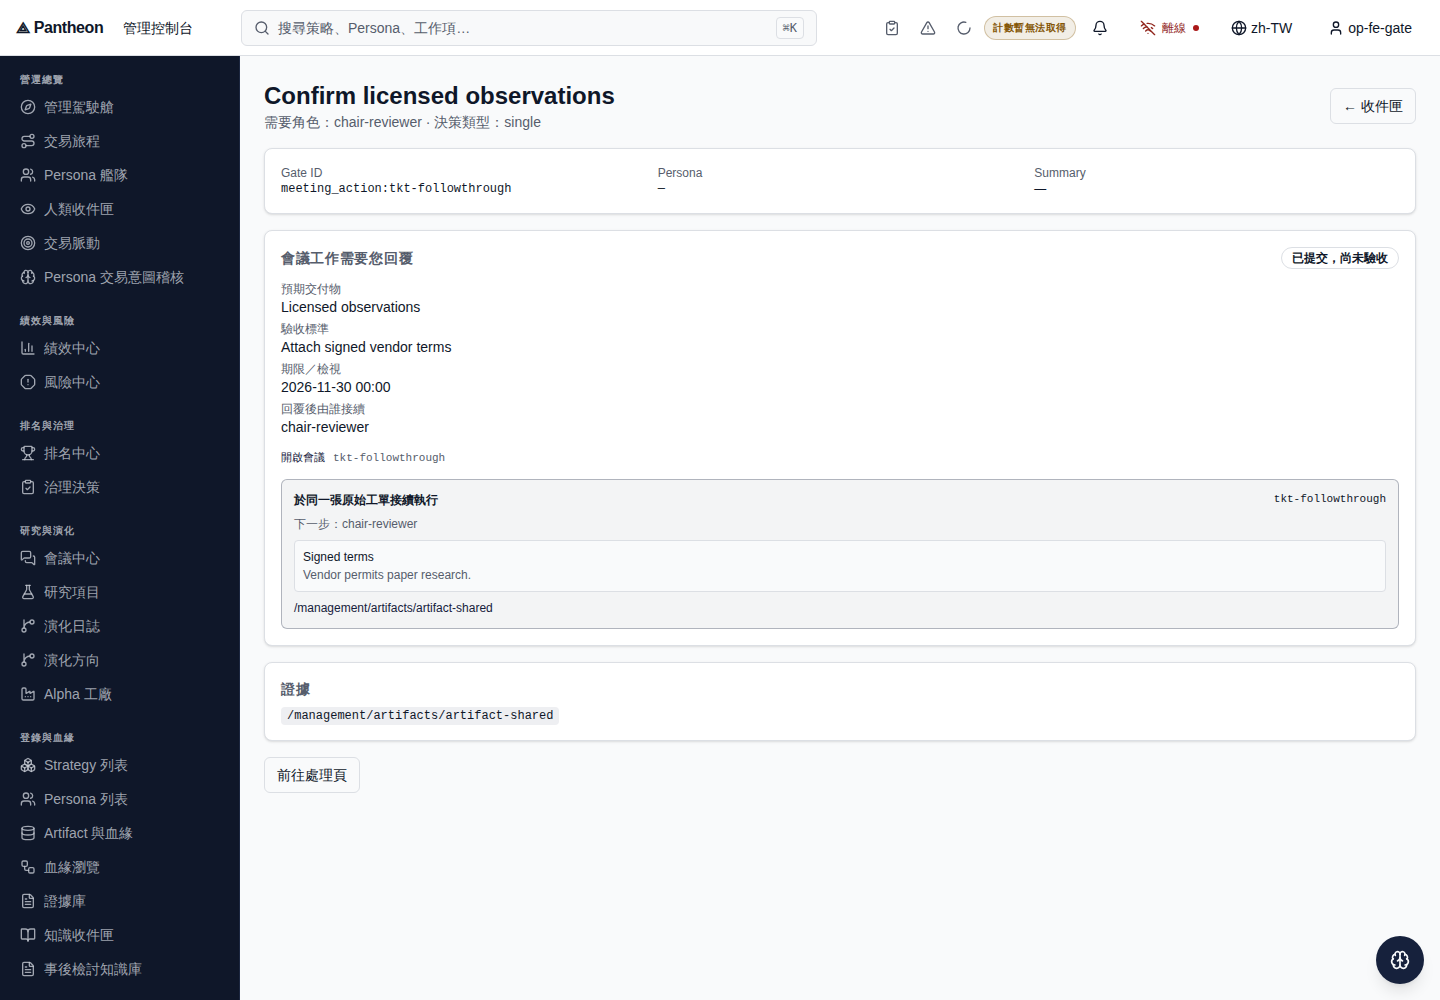 Pantheon 管理控制台
搜尋策略、Persona、工作項… ⌘K
計數暫無法取得
離線
zh-TW
op-fe-gate
營運總覽
管理駕駛艙
交易旅程
Persona 艦隊
人類收件匣
交易脈動
Persona 交易意圖稽核
績效與風險
績效中心
風險中心
排名與治理
排名中心
治理決策
研究與演化
會議中心
研究項目
演化日誌
演化方向
Alpha 工廠
登錄與血緣
Strategy 列表
Persona 列表
Artifact 與血緣
血緣瀏覽
證據庫
知識收件匣
事後檢討知識庫
Confirm licensed observations
需要角色：chair-reviewer · 決策類型：single
← 收件匣
Gate ID
meeting_action:tkt-followthrough
Persona
—
Summary
—
會議工作需要您回覆
已提交，尚未驗收
預期交付物
Licensed observations
驗收標準
Attach signed vendor terms
期限／檢視
2026-11-30 00:00
回覆後由誰接續
chair-reviewer
開啟會議 tkt-followthrough
於同一張原始工單接續執行
tkt-followthrough
下一步：chair-reviewer
Signed terms
Vendor permits paper research.
/management/artifacts/artifact-shared
證據
/management/artifacts/artifact-shared
前往處理頁